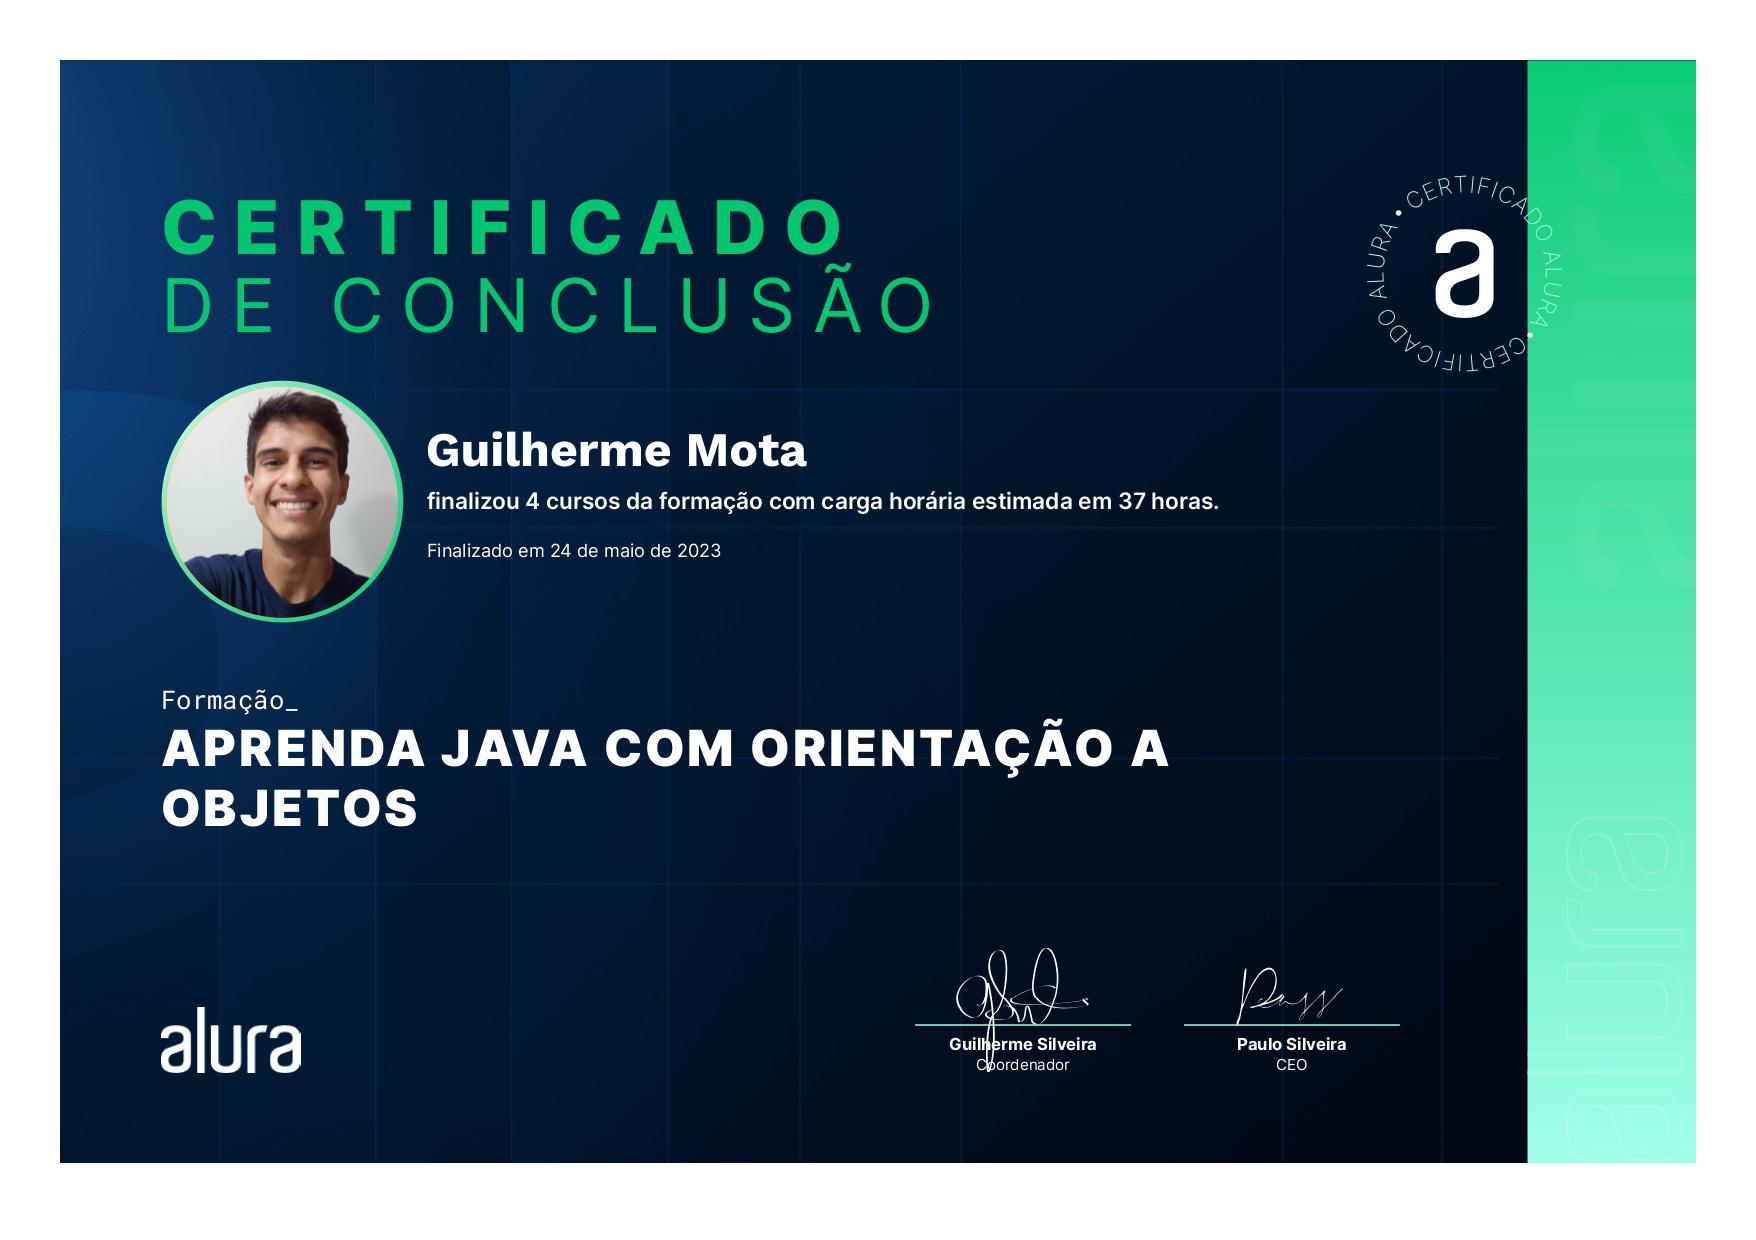 CERTIFICADO
DE CONCLUSÃO
CERTIFICADO ALURA • CERTIFICADO ALURA •
a
Guilherme Mota
finalizou 4 cursos da formação com carga horária estimada em 37 horas.
Finalizado em 24 de maio de 2023
Formação_
APRENDA JAVA COM ORIENTAÇÃO A
OBJETOS
alura
Guilherme Silveira
Coordenador
Paulo Silveira
CEO
alura
alura